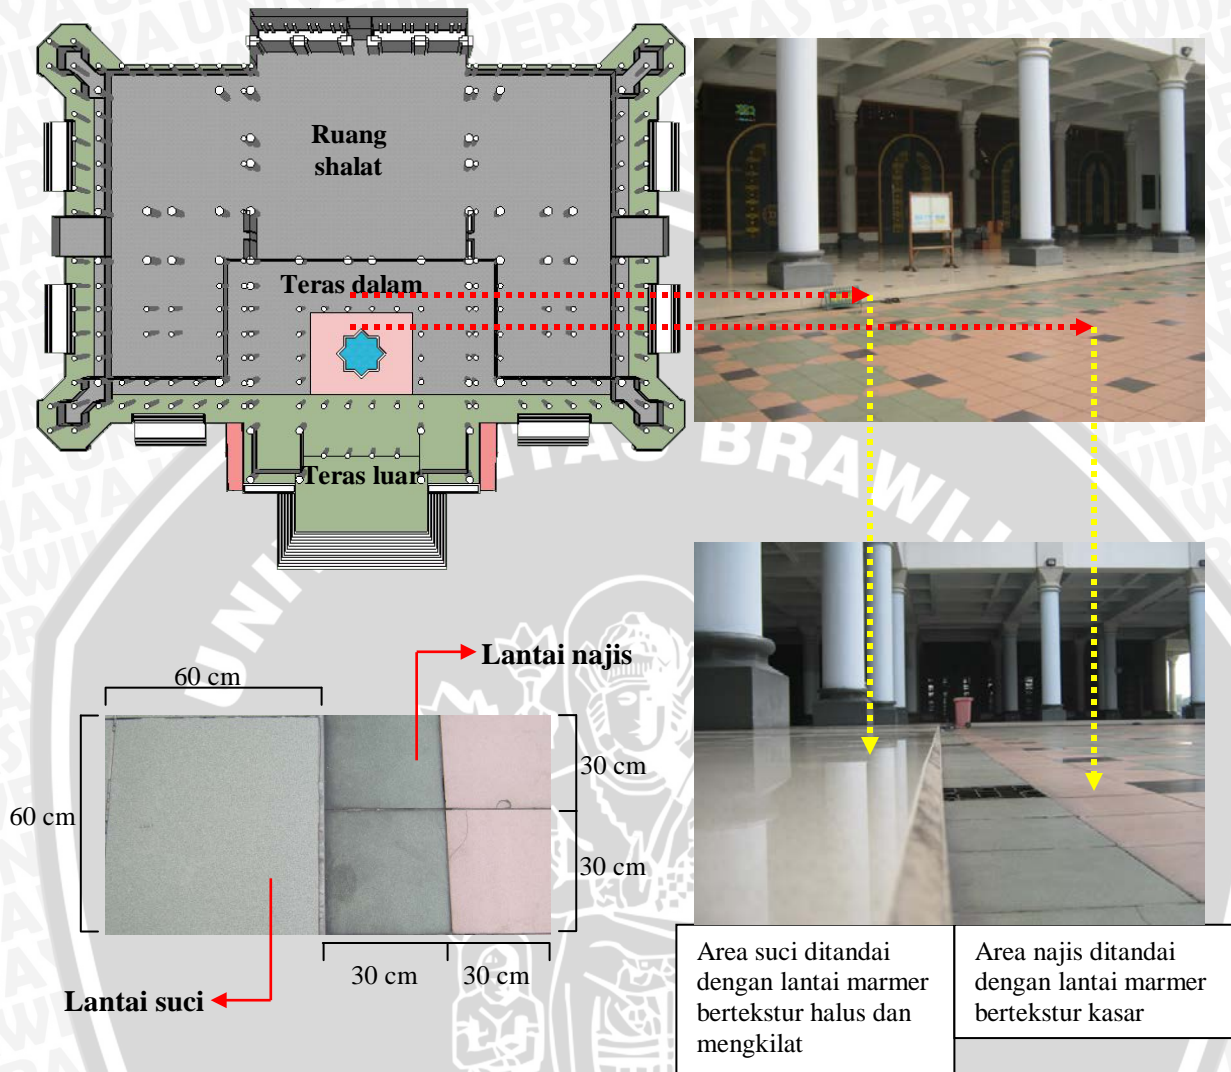 Ruang
shalat
Teras dalam
Teras luar
Lantai najis
60 cm
30 cm
60 cm
30 cm
30 cm
30 cm
Lantai suci
Area suci ditandai
dengan lantai marmer
bertekstur halus dan
mengkilat
Area najis ditandai
dengan lantai marmer
bertekstur kasar
UNIVERSITAS BRAWIJAYA